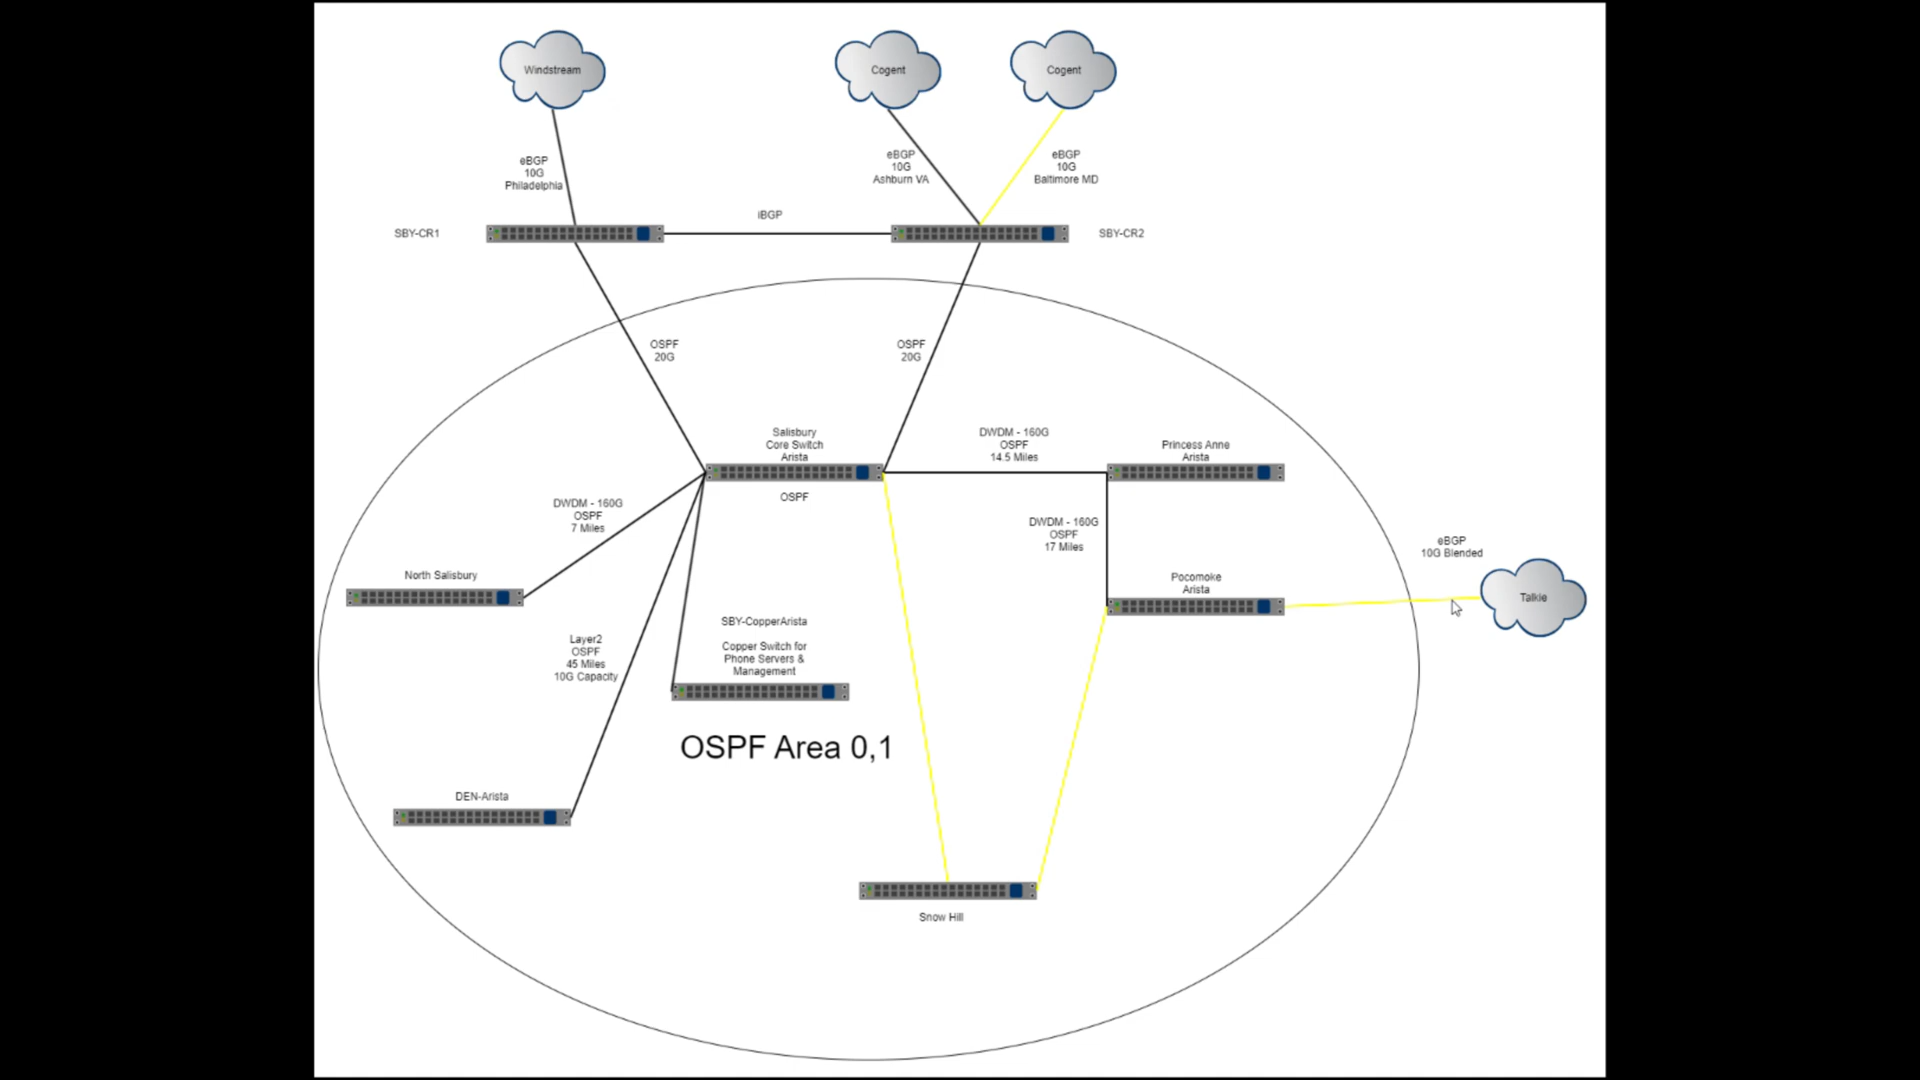 Windstream
Cogent
Cogent
eBGP
10G
Philadelphia
eBGP
10G
Ashburn VA
eBGP
10G
Baltimore MD
SBY-CR1
iBGP
SBY-CR2
OSPF
20G
OSPF
20G
Salisbury
Core Switch
Arista
OSPF
DWDM - 160G
OSPF
14.5 Miles
Princess Anne
Arista
DWDM - 160G
OSPF
7 Miles
DWDM - 160G
OSPF
17 Miles
eBGP
10G Blended
Talkie
North Salisbury
Pocomoke
Arista
Layer2
OSPF
45 Miles
10G Capacity
SBY-CopperArista
Copper Switch for
Phone Servers &
Management
OSPF Area 0,1
DEN-Arista
Snow Hill